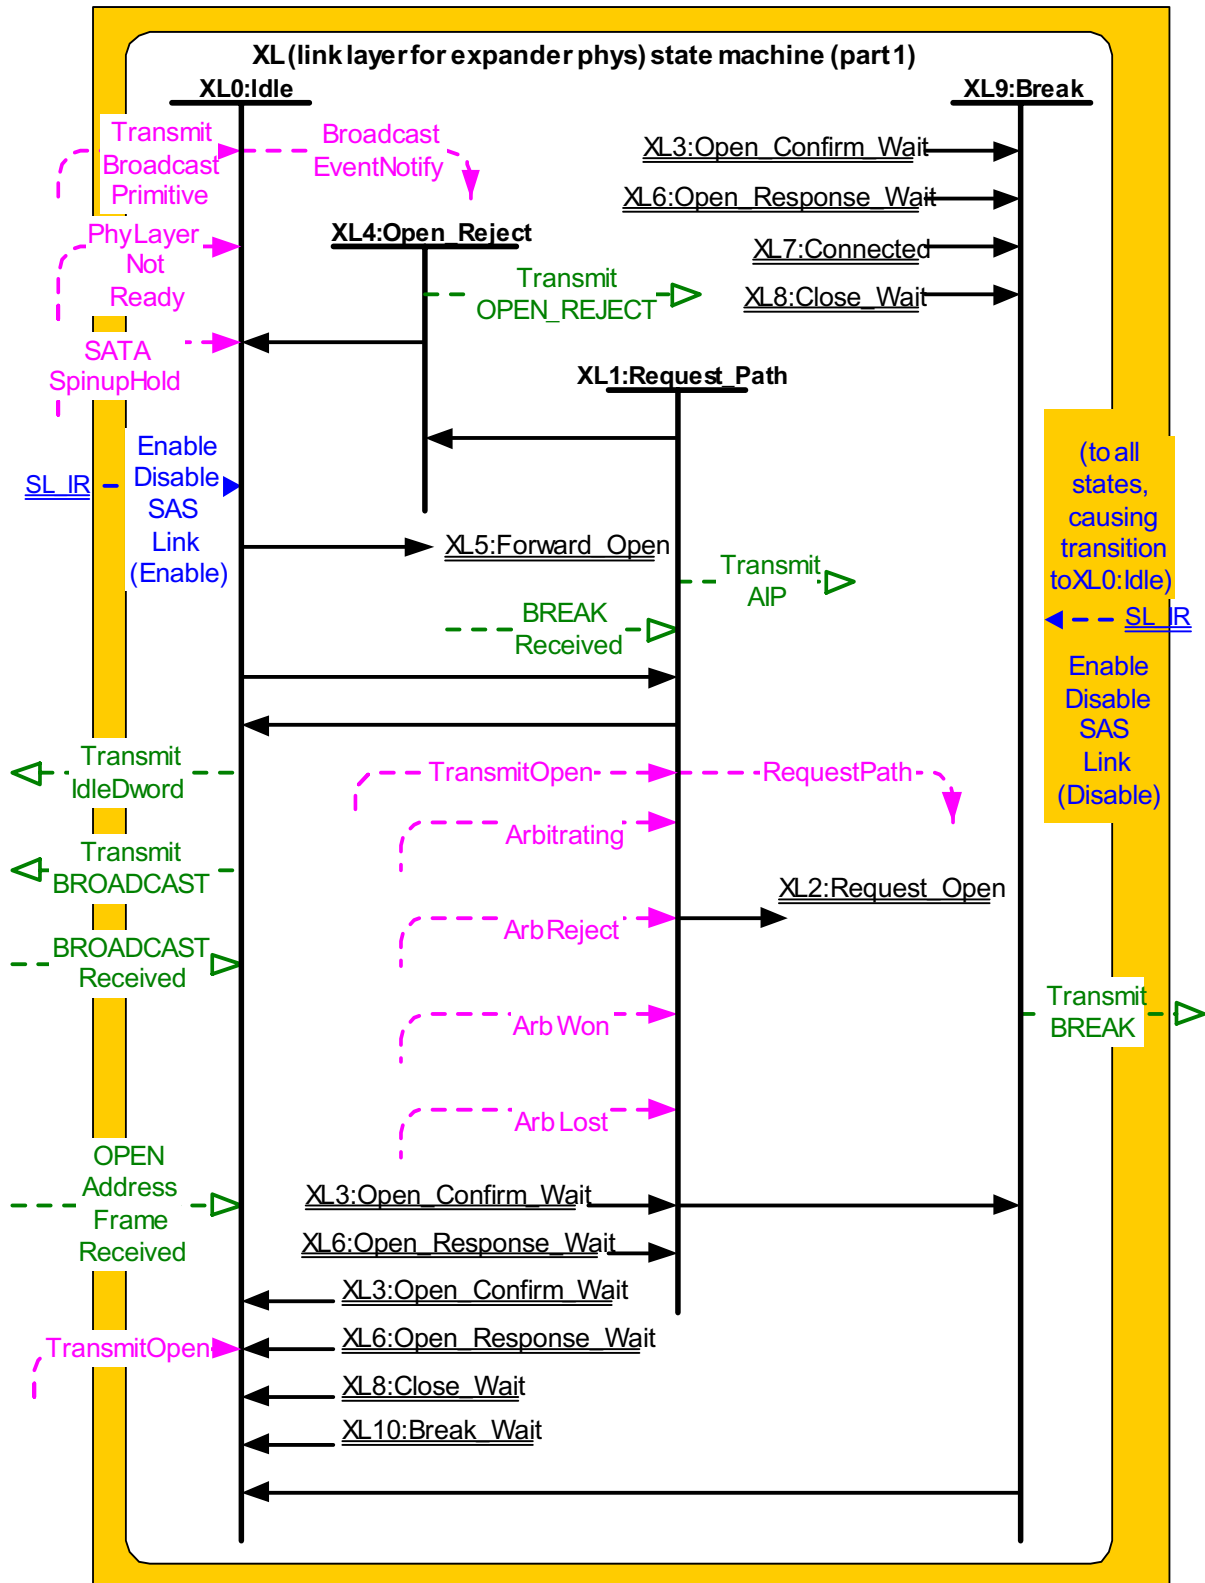 XL (link layer for expander phys) state machine (part 1)
XL0:Idle
XL9:Break
Transmit
Broadcast
Primitive
Broadcast
EventNotify
XL3:Open_Confirm_Wait
XL6:Open_Response_Wait
XL7:Connected
XL8:Close_Wait
PhyLayer
Not
Ready
XL4:Open_Reject
Transmit
OPEN_REJECT
SATA
SpinupHold
XL1:Request_Path
SL_IR
Enable
Disable
SAS
Link
(Enable)
(to all
states,
causing
transition
to XL0:Idle)
XL5:Forward_Open
Transmit
AIP
BREAK
Received
SL_IR
Enable
Disable
SAS
Link
(Disable)
Transmit
IdleDword
TransmitOpen
RequestPath
Arbitrating
Transmit
BROADCAST
XL2:Request_Open
Arb Reject
BROADCAST
Received
Arb Won
Transmit
BREAK
Arb Lost
OPEN
Address
Frame
Received
XL3:Open_Confirm_Wait
XL6:Open_Response_Wait
XL3:Open_Confirm_Wait
TransmitOpen
XL6:Open_Response_Wait
XL8:Close_Wait
XL10:Break_Wait